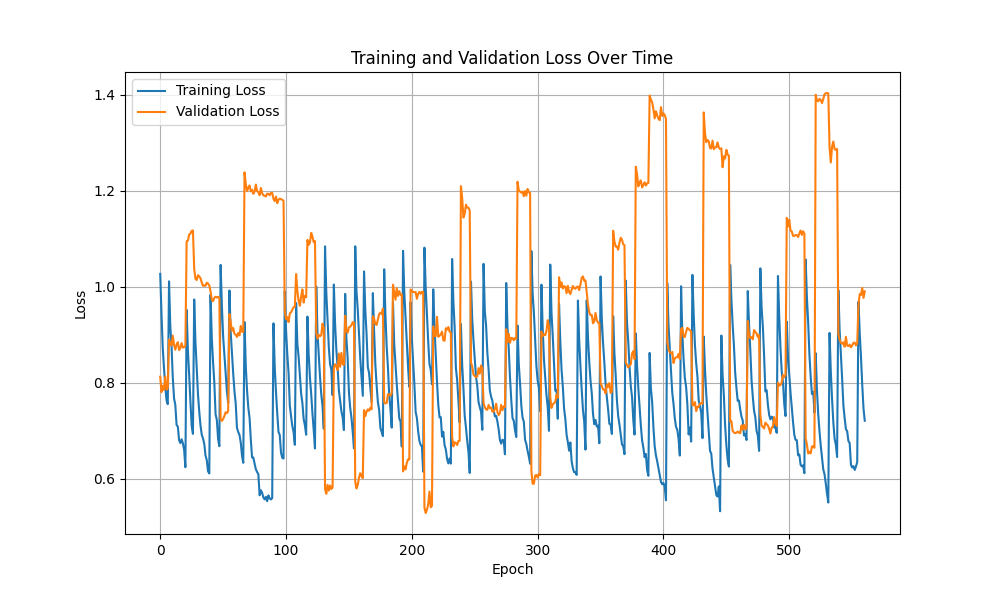 Training and Validation Loss Over Time
Training Loss
Validation Loss
1.4
1.2
1.0
0.8
0.6
Loss
0
100
200
300
400
500
Epoch